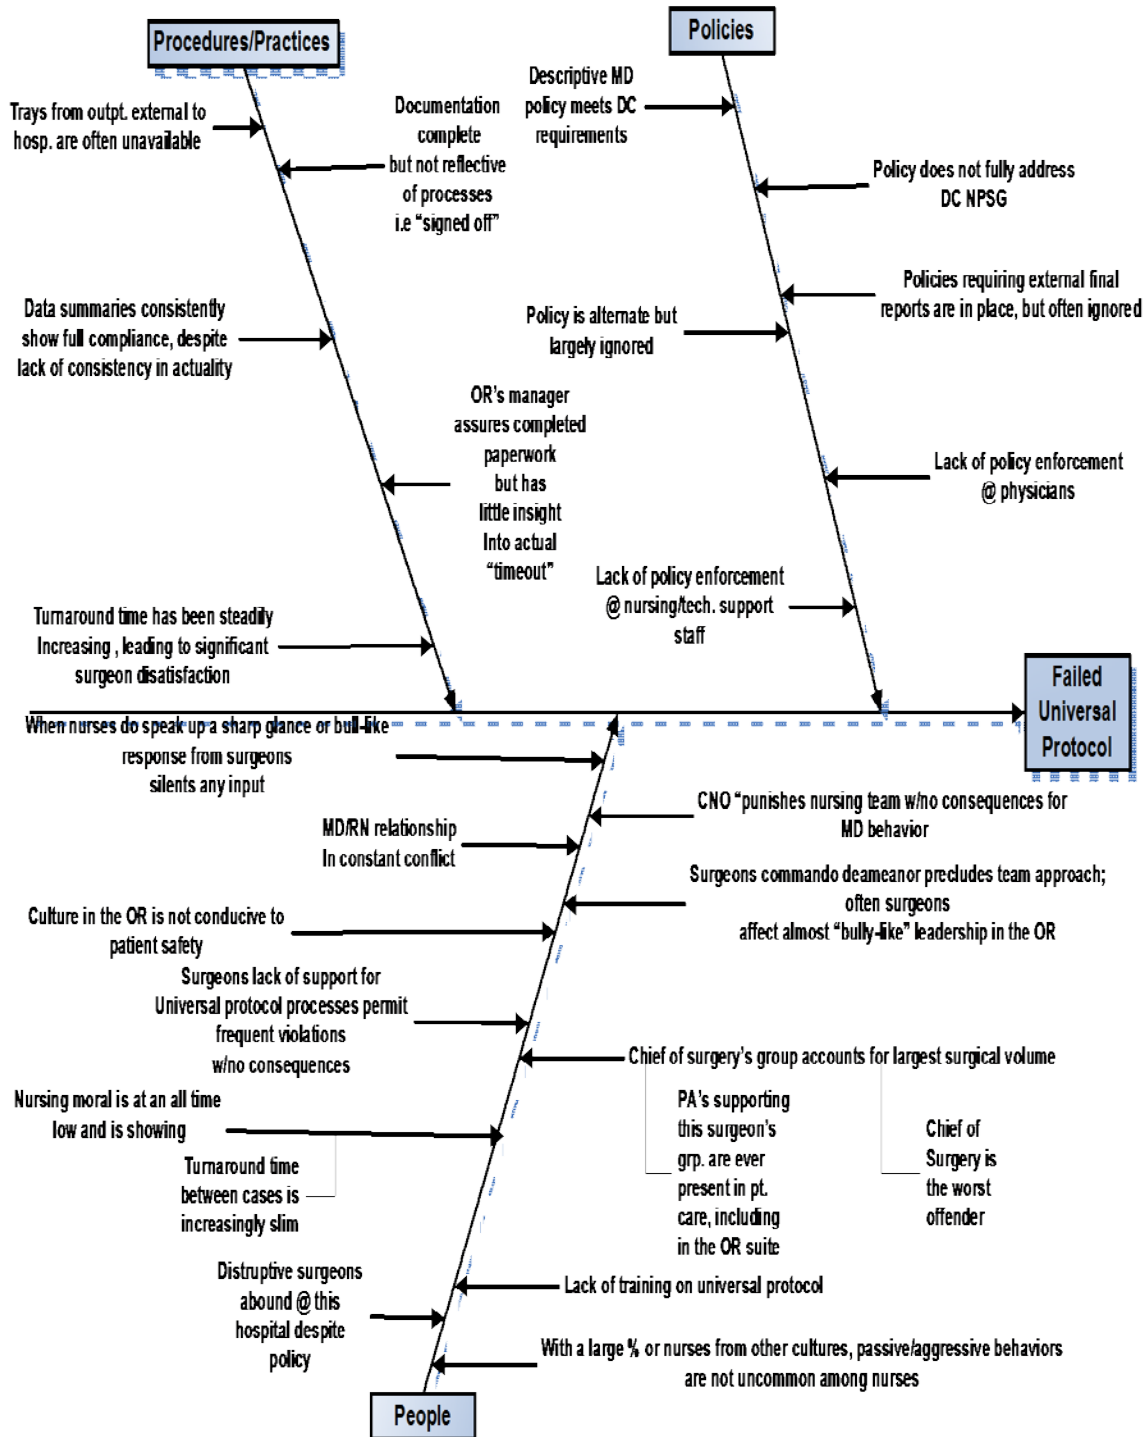 Procedures/Practices
Policies
Trays from outpt. external to
hosp. are often unavailable
Documentation
complete
but not reflective
of processes
i.e "signed off"
Data summaries consistently
show full compliance, despite
lack of consistency in actuality
OR's manager
assures completed
paperwork
but has
little insight
Into actual
"timeout"
Turnaround time has been steadily
Increasing , leading to significant
surgeon disatisfaction
Descriptive MD
policy meets DC
requirements
Policy does not fully address
DC NPSG
Policies requiring external final
reports are in place, but often ignored
Policy is alternate but
largely ignored
Lack of policy enforcement
@ physicians
Lack of policy enforcement
@ nursing/tech. support
staff
Failed
Universal
Protocol
When nurses do speak up a sharp glance or bull-like
response from surgeons
silents any input
CNO "punishes nursing team w/no consequences for
MD behavior
MD/RN relationship
In constant conflict
Surgeons commando deameanor precludes team approach;
often surgeons
affect almost "bully-like" leadership in the OR
Culture in the OR is not conducive to
patient safety
Surgeons lack of support for
Universal protocol processes permit
frequent violations
w/no consequences
Chief of surgery's group accounts for largest surgical volume
PA's supporting
this surgeon's
grp. are ever
present in pt.
care, including
in the OR suite
Chief of
Surgery is
the worst
offender
Nursing moral is at an all time
low and is showing
Turnaround time
between cases is
increasingly slim
Lack of training on universal protocol
Distruptive surgeons
abound @ this
hospital despite
policy
With a large % or nurses from other cultures, passive/aggressive behaviors
are not uncommon among nurses
People